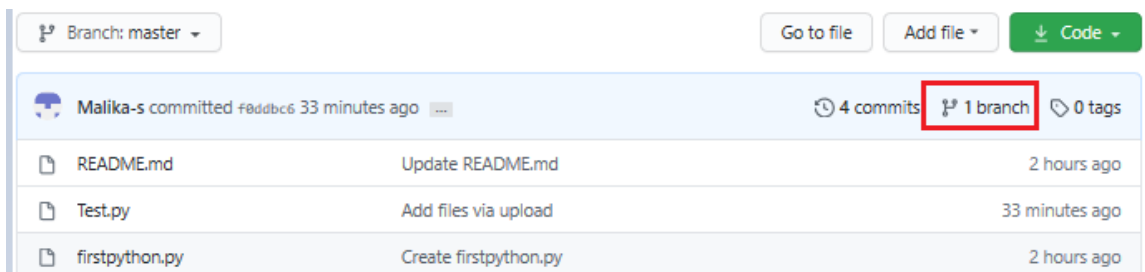 Branch: master Go to file Add file Code
Malika-s committed f0ddbc6 33 minutes ago ... 4 commits 1 branch 0 tags
README.md Update README.md 2 hours ago
Test.py Add files via upload 33 minutes ago
firstpython.py Create firstpython.py 2 hours ago